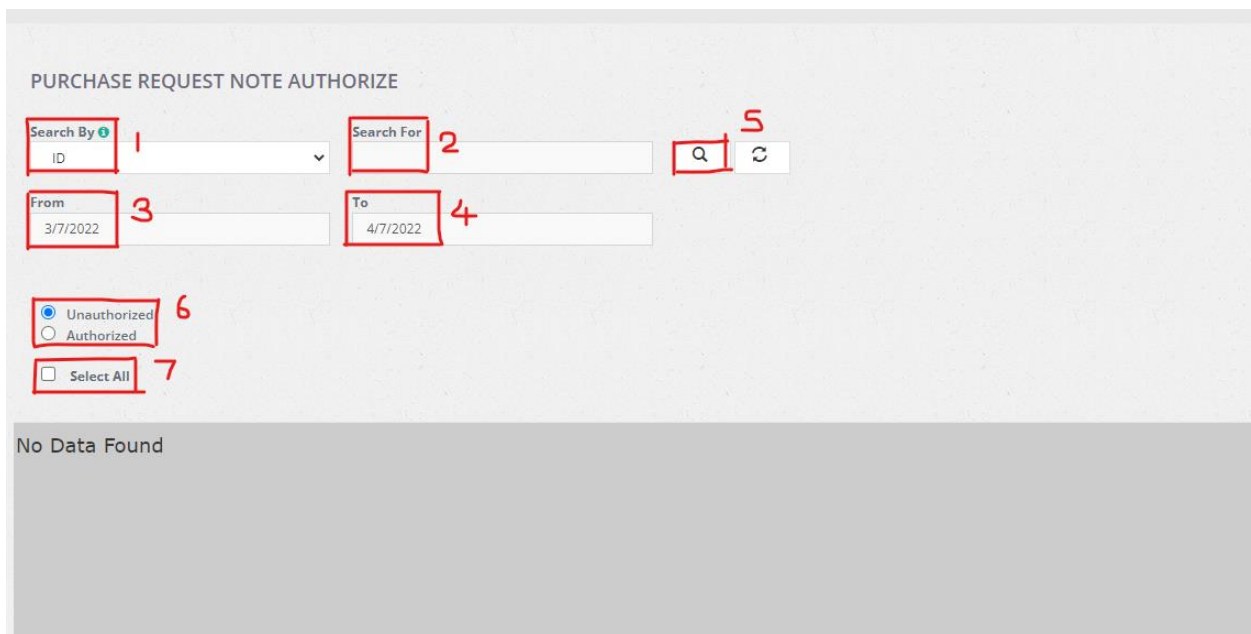 PURCHASE REQUEST NOTE AUTHORIZE
Search By 1 Search For 2 5
ID
From 3 To 4
3/7/2022 4/7/2022
Unauthorized 6
Authorized
Select All 7
No Data Found